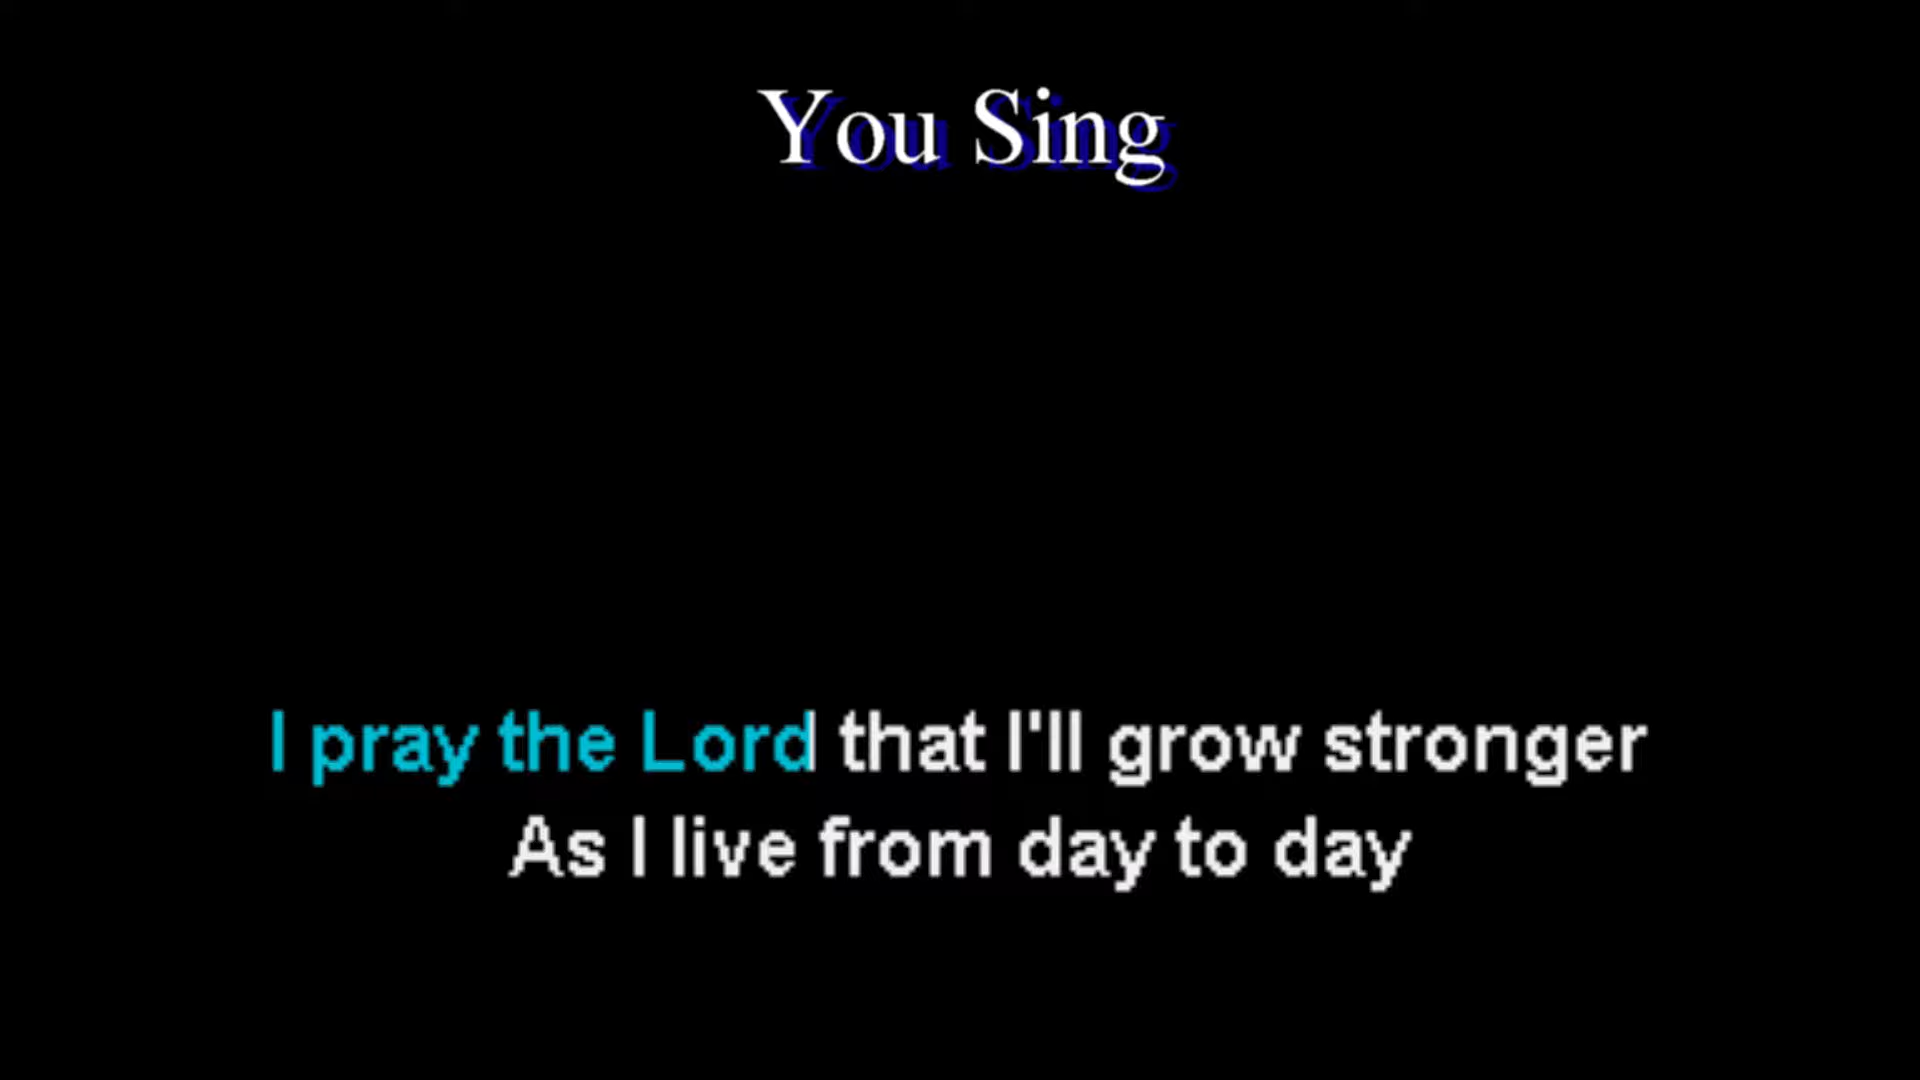 You Sing
I pray the Lord that I'll grow stronger
As I live from day to day